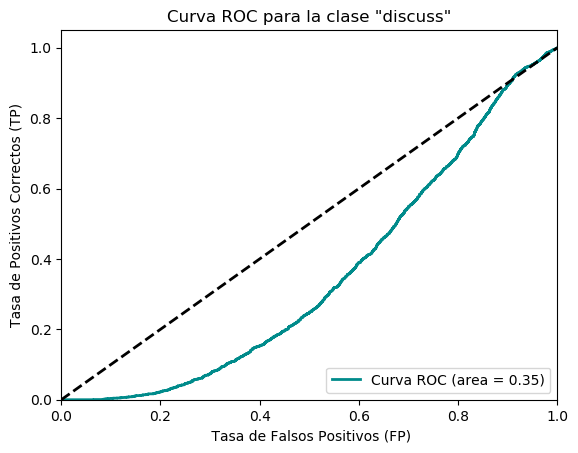 Curva ROC para la clase "discuss"
Tasa de Positivos Correctos (TP)
1.0
0.8
0.6
0.4
0.2
0.0
Curva ROC (area = 0.35)
0.0 0.2 0.4 0.6 0.8 1.0
Tasa de Falsos Positivos (FP)